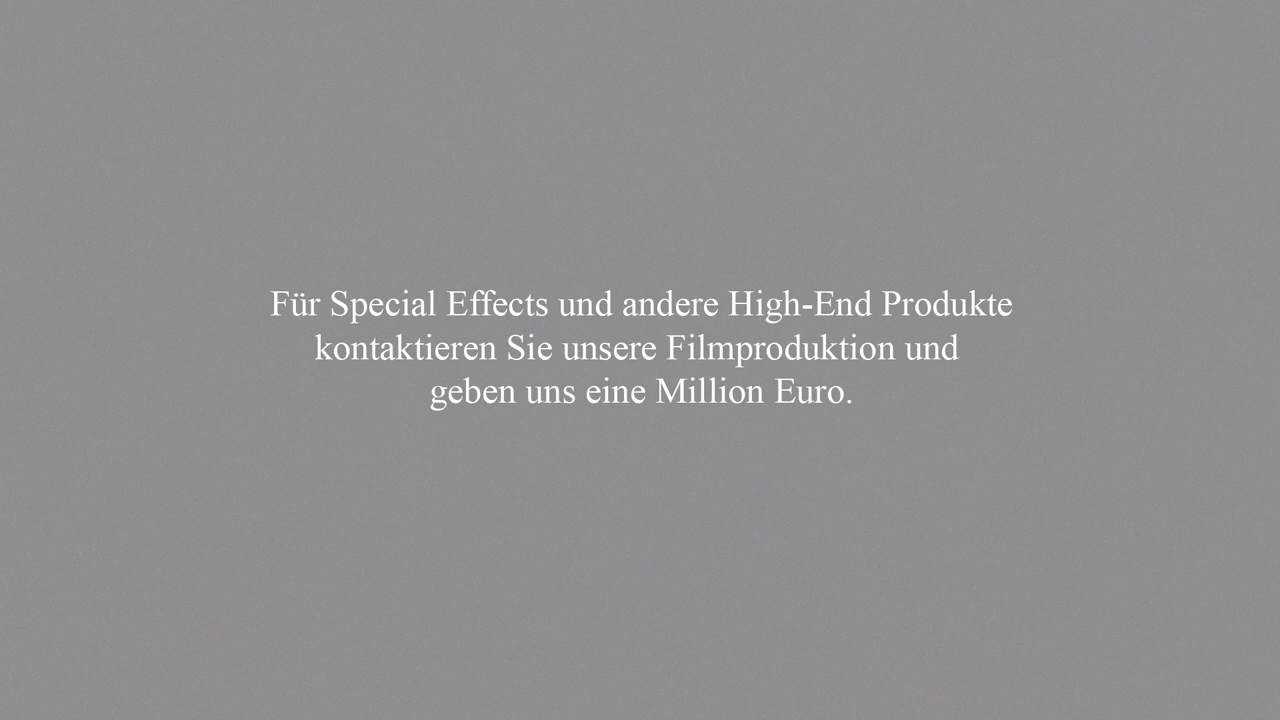 Für Special Effects und andere High-End Produkte
kontaktieren Sie unsere Filmproduktion und
geben uns eine Million Euro.